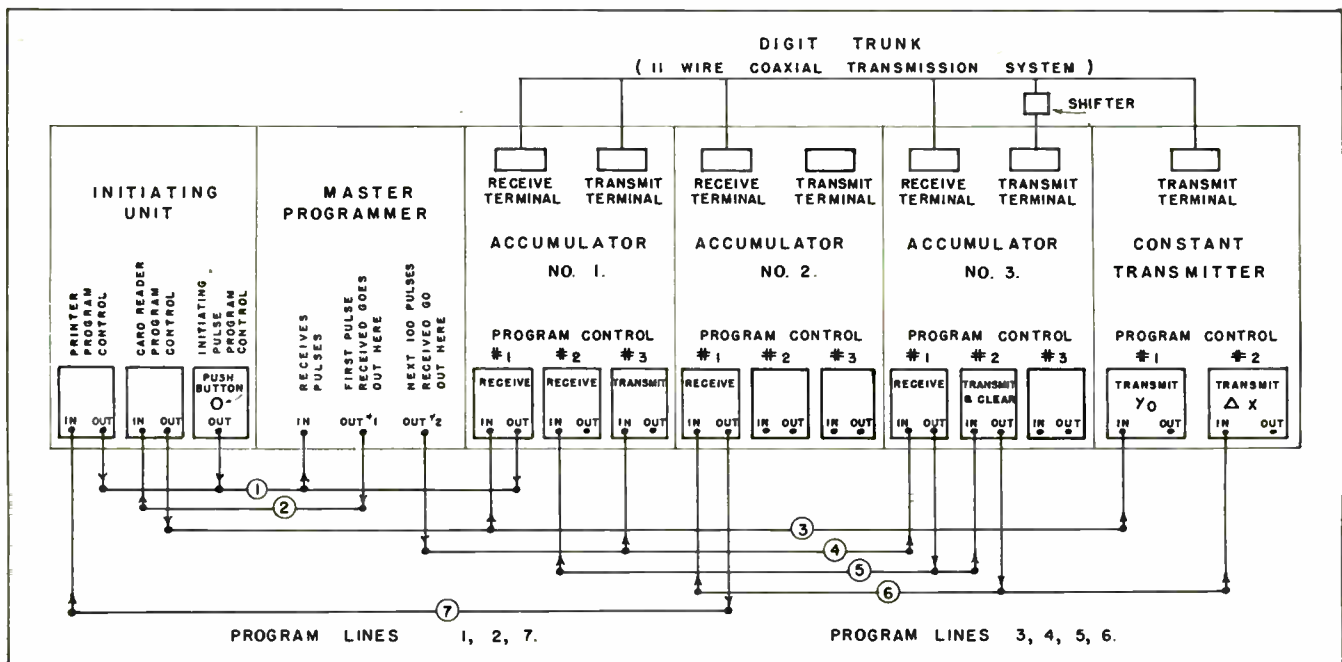 DIGIT TRUNK
( 11 WIRE COAXIAL TRANSMISSION SYSTEM )
SHIFTER
INITIATING
UNIT
PRINTER
PROGRAM
CONTROL
CARD READER
PROGRAM
CONTROL
INITIATING
PULSE
PROGRAM
CONTROL
IN OUT
IN OUT
PUSH
BUTTON
O
OUT
MASTER
PROGRAMMER
RECEIVES
PULSES
FIRST PULSE
RECEIVED GOES
OUT HERE
NEXT 100 PULSES
RECEIVED GO
OUT HERE
IN
OUT #1
OUT #2
RECEIVE
TERMINAL
TRANSMIT
TERMINAL
ACCUMULATOR
NO. 1.
PROGRAM CONTROL
#1 #2 #3
RECEIVE
IN OUT
RECEIVE
IN OUT
TRANSMIT
IN OUT
RECEIVE
TERMINAL
TRANSMIT
TERMINAL
ACCUMULATOR
NO. 2.
PROGRAM CONTROL
#1 #2 #3
RECEIVE
IN OUT
IN OUT
IN OUT
RECEIVE
TERMINAL
TRANSMIT
TERMINAL
ACCUMULATOR
NO. 3.
PROGRAM CONTROL
#1 #2 #3
RECEIVE
IN OUT
TRANSMIT
& CLEAR
IN OUT
IN OUT
TRANSMIT
TERMINAL
CONSTANT
TRANSMITTER
PROGRAM CONTROL
#1 #2
TRANSMIT
Y0
IN OUT
TRANSMIT
Δ X
IN OUT
1
2
3
4
5
6
7
PROGRAM LINES 1, 2, 7.
PROGRAM LINES 3, 4, 5, 6.